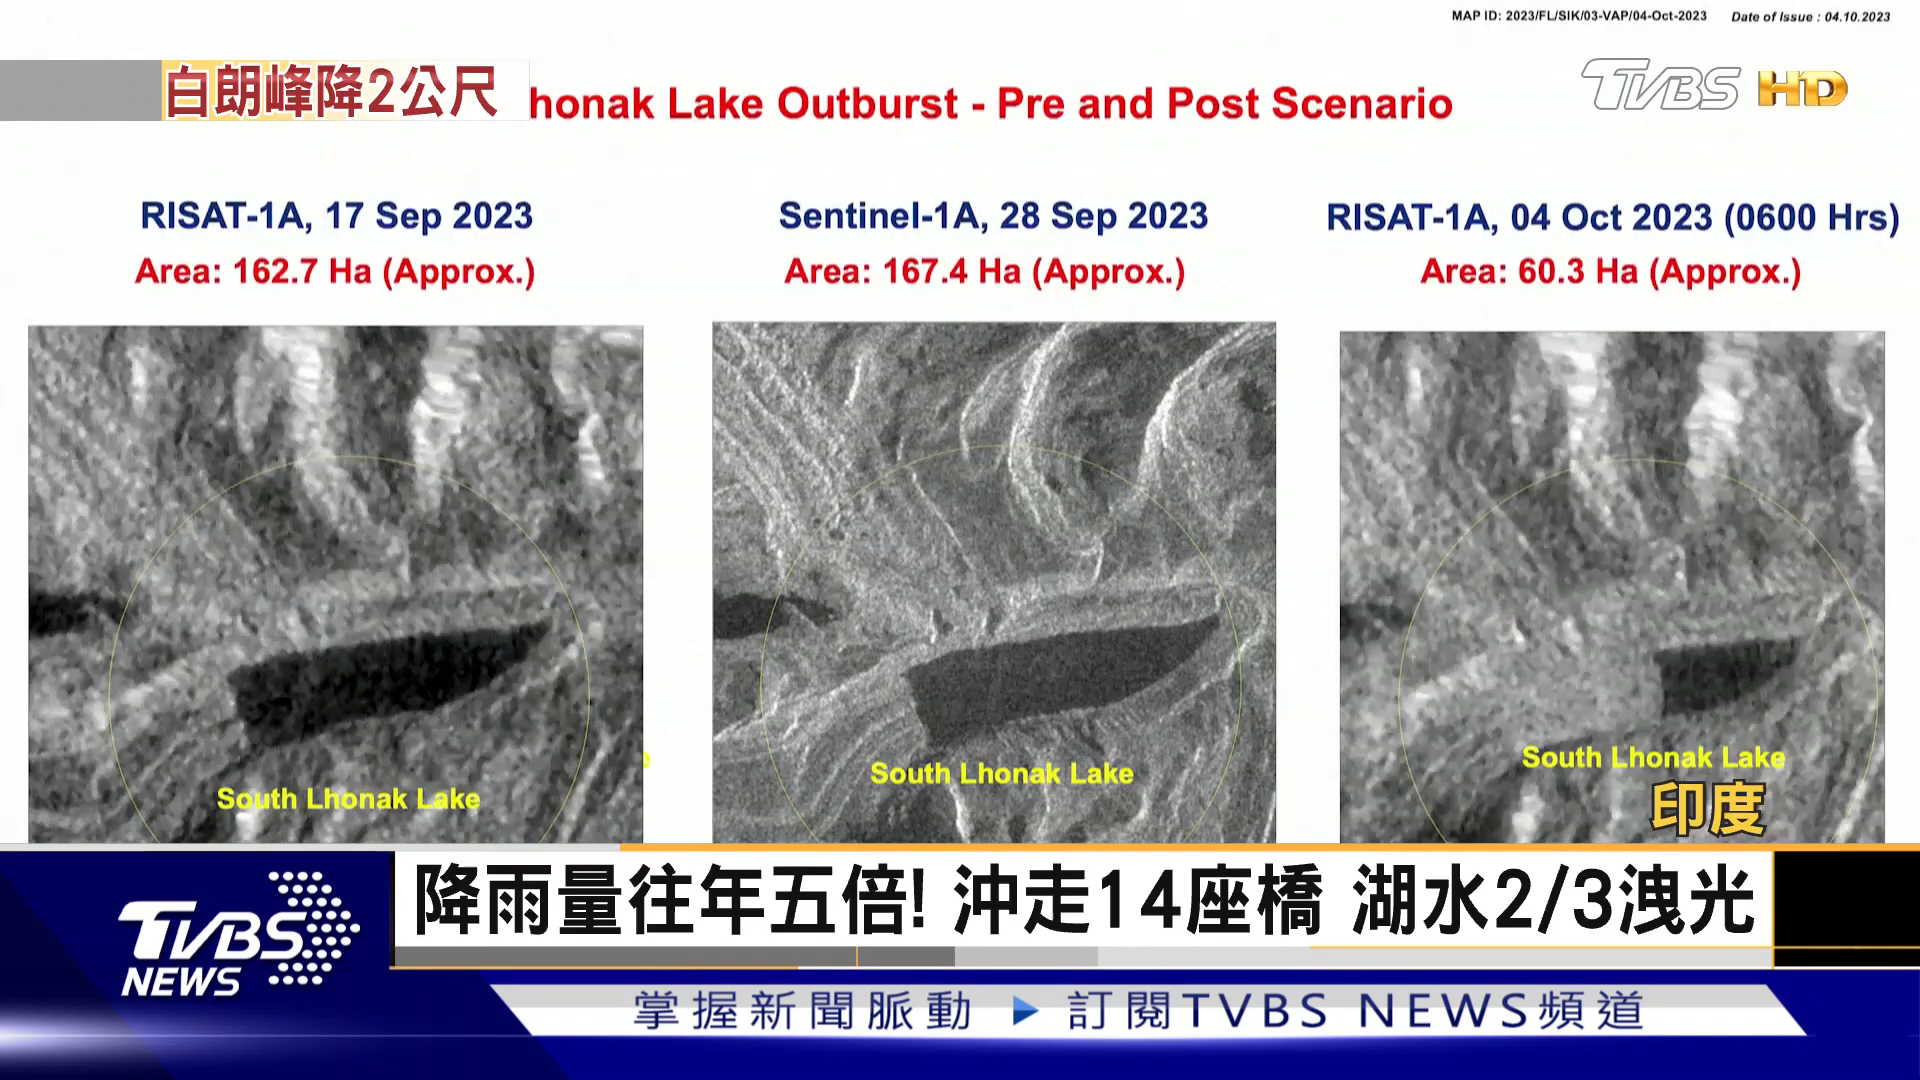 MAP ID: 2023/FL/SIK/03-VAP/04-Oct-2023 Date of Issue : 04.10.2023
白朗峰降2公尺
TVBS HD
honak Lake Outburst - Pre and Post Scenario
RISAT-1A, 17 Sep 2023
Area: 162.7 Ha (Approx.)
Sentinel-1A, 28 Sep 2023
Area: 167.4 Ha (Approx.)
RISAT-1A, 04 Oct 2023 (0600 Hrs)
Area: 60.3 Ha (Approx.)
South Lhonak Lake
South Lhonak Lake
South Lhonak Lake
印度
降雨量往年五倍! 沖走14座橋 湖水2/3洩光
TVBS
NEWS
掌握新聞脈動 ▶ 訂閱TVBS NEWS頻道